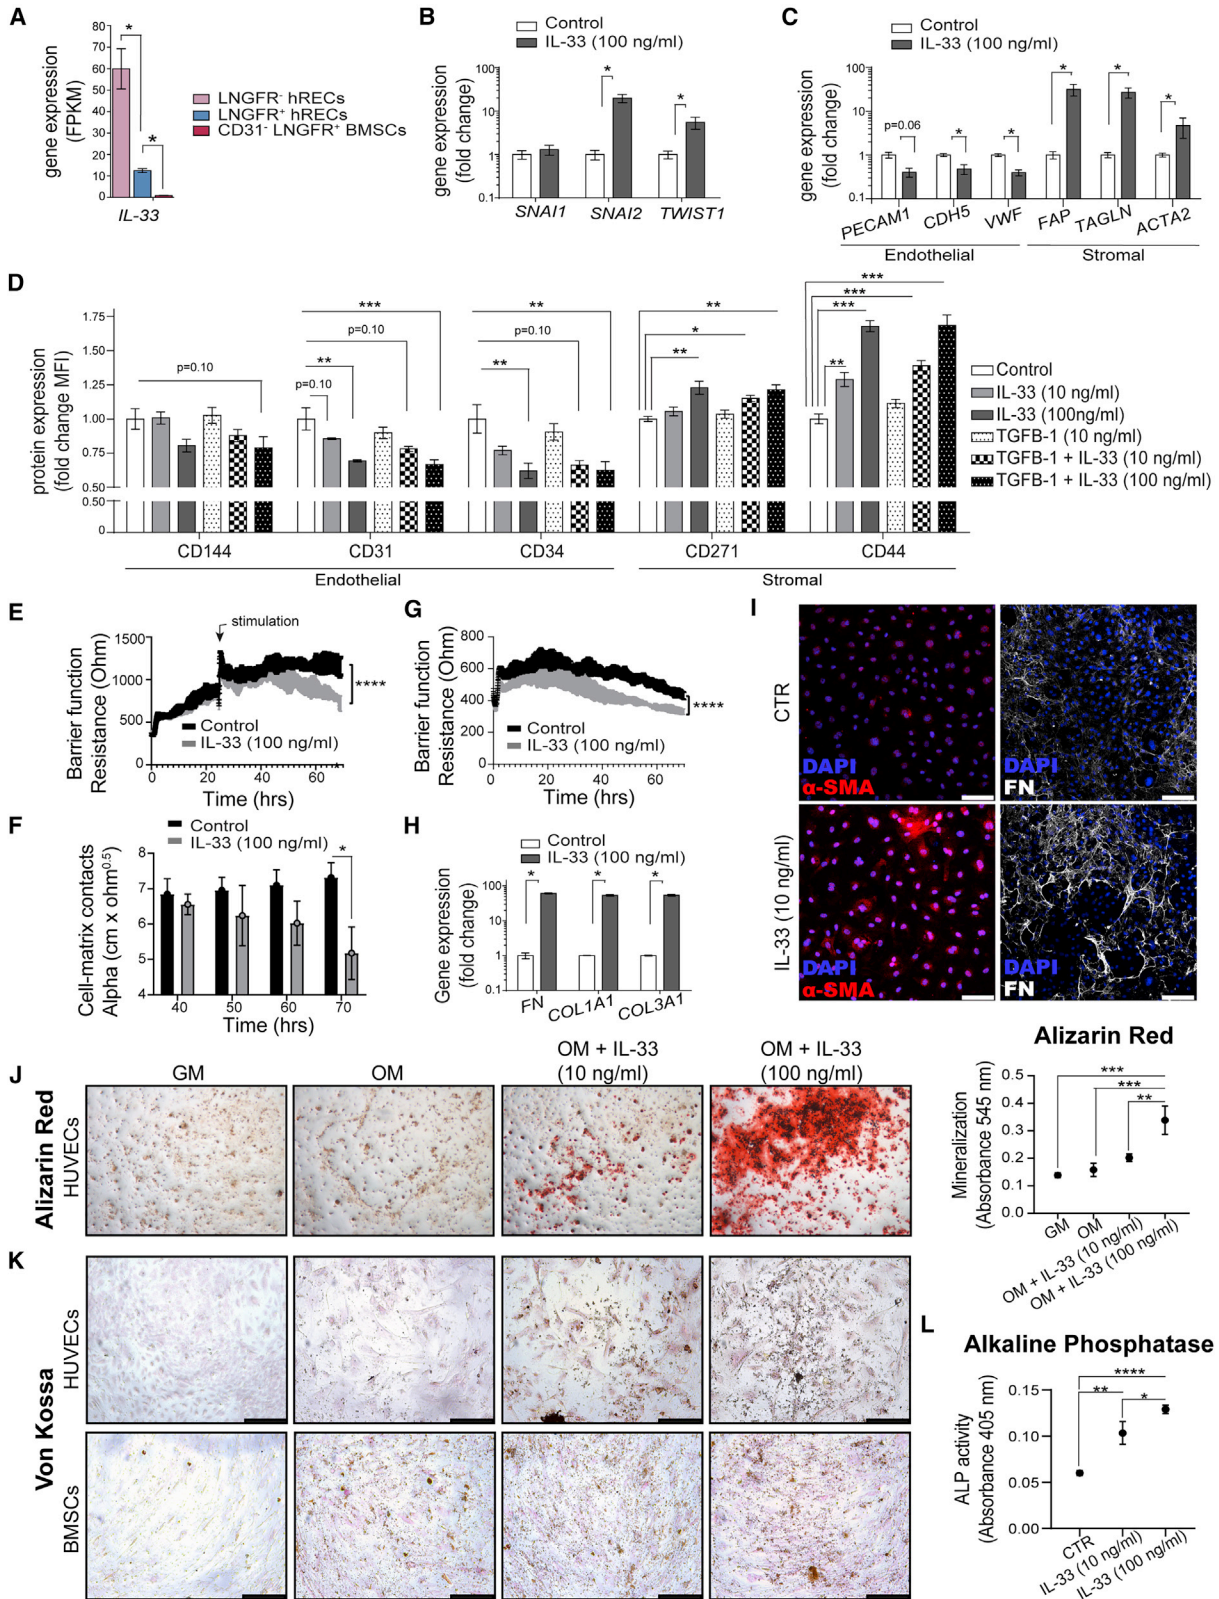 A
gene expression
(FPKM)
80
70
60
50
40
30
20
10
0
*
*
IL-33
LNGFR- hRECs
LNGFR+ hRECs
CD31- LNGFR+ BMSCs
B
Control
IL-33 (100 ng/ml)
gene expression
(fold change)
100
10
1
0.1
*
*
SNAI1 SNAI2 TWIST1
C
Control
IL-33 (100 ng/ml)
gene expression
(fold change)
100
10
1
0.1
p=0.06 * * * * *
PECAM1 CDH5 VWF FAP TAGLN ACTA2
Endothelial Stromal
D
protein expression
(fold change MFI)
1.75
1.50
1.25
1.00
0.75
0.50
0.50
0
p=0.10
***
p=0.10
**
p=0.10
**
p=0.10
**
**
*
**
***
***
***
**
CD144 CD31 CD34 CD271 CD44
Endothelial Stromal
Control
IL-33 (10 ng/ml)
IL-33 (100ng/ml)
TGFB-1 (10 ng/ml)
TGFB-1 + IL-33 (10 ng/ml)
TGFB-1 + IL-33 (100 ng/ml)
E
stimulation
Barrier function
Resistance (Ohm)
1500
1000
500
0
****
Control
IL-33 (100 ng/ml)
0 20 40 60
Time (hrs)
G
Barrier function
Resistance (Ohm)
800
600
400
200
0
****
Control
IL-33 (100 ng/ml)
0 20 40 60
Time (hrs)
F
Control
IL-33 (100 ng/ml)
Cell-matrix contacts
Alpha (cm x ohm0.5)
8
7
6
5
4
*
40 50 60 70
Time (hrs)
H
Control
IL-33 (100 ng/ml)
Gene expression
(fold change)
100
10
1
0.1
* * *
FN COL1A1 COL3A1
I
CTR
DAPI
α-SMA
DAPI
FN
IL-33 (10 ng/ml)
DAPI
α-SMA
DAPI
FN
J
GM OM OM + IL-33 (10 ng/ml) OM + IL-33 (100 ng/ml)
Alizarin Red
HUVECs
Alizarin Red
Mineralization
(Absorbance 545 nm)
0.5
0.4
0.3
0.2
0.1
0.0
***
***
**
GM
OM
OM + IL-33 (10 ng/ml)
OM + IL-33 (100 ng/ml)
K
Von Kossa
HUVECs
BMSCs
L
Alkaline Phosphatase
ALP activity
(Absorbance 405 nm)
0.15
0.10
0.05
0.00
****
**
*
CTR
IL-33 (10 ng/ml)
IL-33 (100 ng/ml)